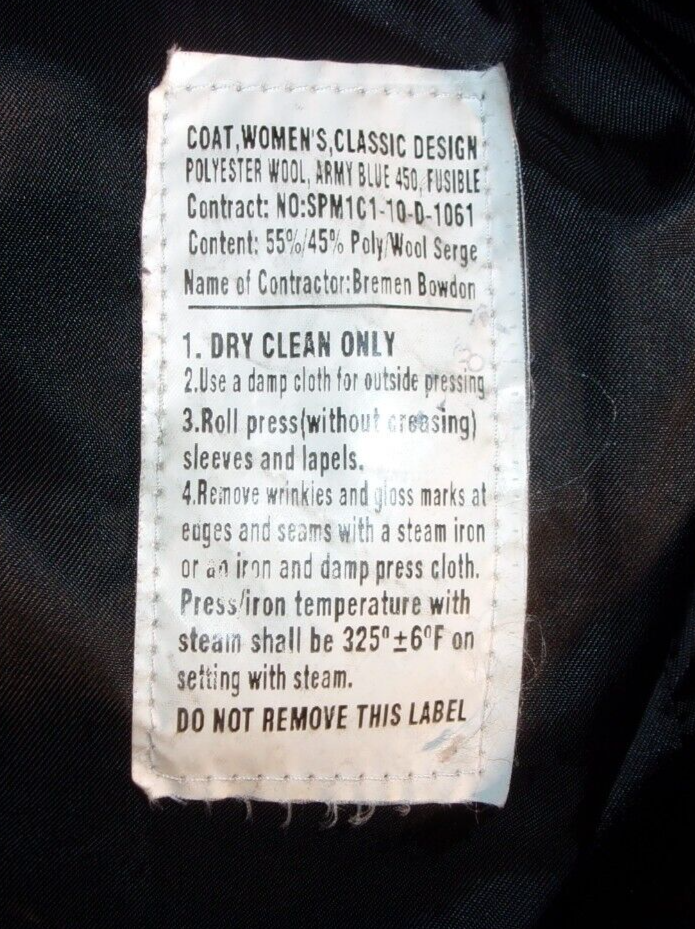 COAT,WOMEN'S,CLASSIC DESIGN
POLYESTER WOOL, ARMY BLUE 450, FUSIBLE
Contract: NO:SPM1C1-10-D-1061
Content: 55%/45% Poly/Wool Serge
Name of Contractor:Bremen Bowdon
1. DRY CLEAN ONLY
2.Use a damp cloth for outside pressing
3.Roll press(without creasing)
sleeves and lapels.
4.Remove wrinkies and gloss marks at
edges and seams with a steam iron
or an iron and damp press cloth.
Press/iron temperature with
steam shall be 325°±6°F on
setting with steam.
DO NOT REMOVE THIS LABEL